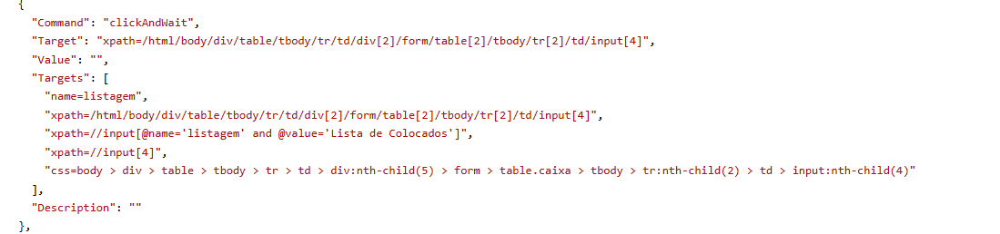 {
"Command": "clickAndWait",
"Target": "xpath=/html/body/div/table/tbody/tr/td/div[2]/form/table[2]/tbody/tr[2]/td/input[4]",
"Value": "",
"Targets": [
"name=listagem",
"xpath=/html/body/div/table/tbody/tr/td/div[2]/form/table[2]/tbody/tr[2]/td/input[4]",
"xpath=//input[@name='listagem' and @value='Lista de Colocados']",
"xpath=//input[4]",
"css=body > div > table > tbody > tr > td > div:nth-child(5) > form > table.caixa > tbody > tr:nth-child(2) > td > input:nth-child(4)"
],
"Description": ""
},